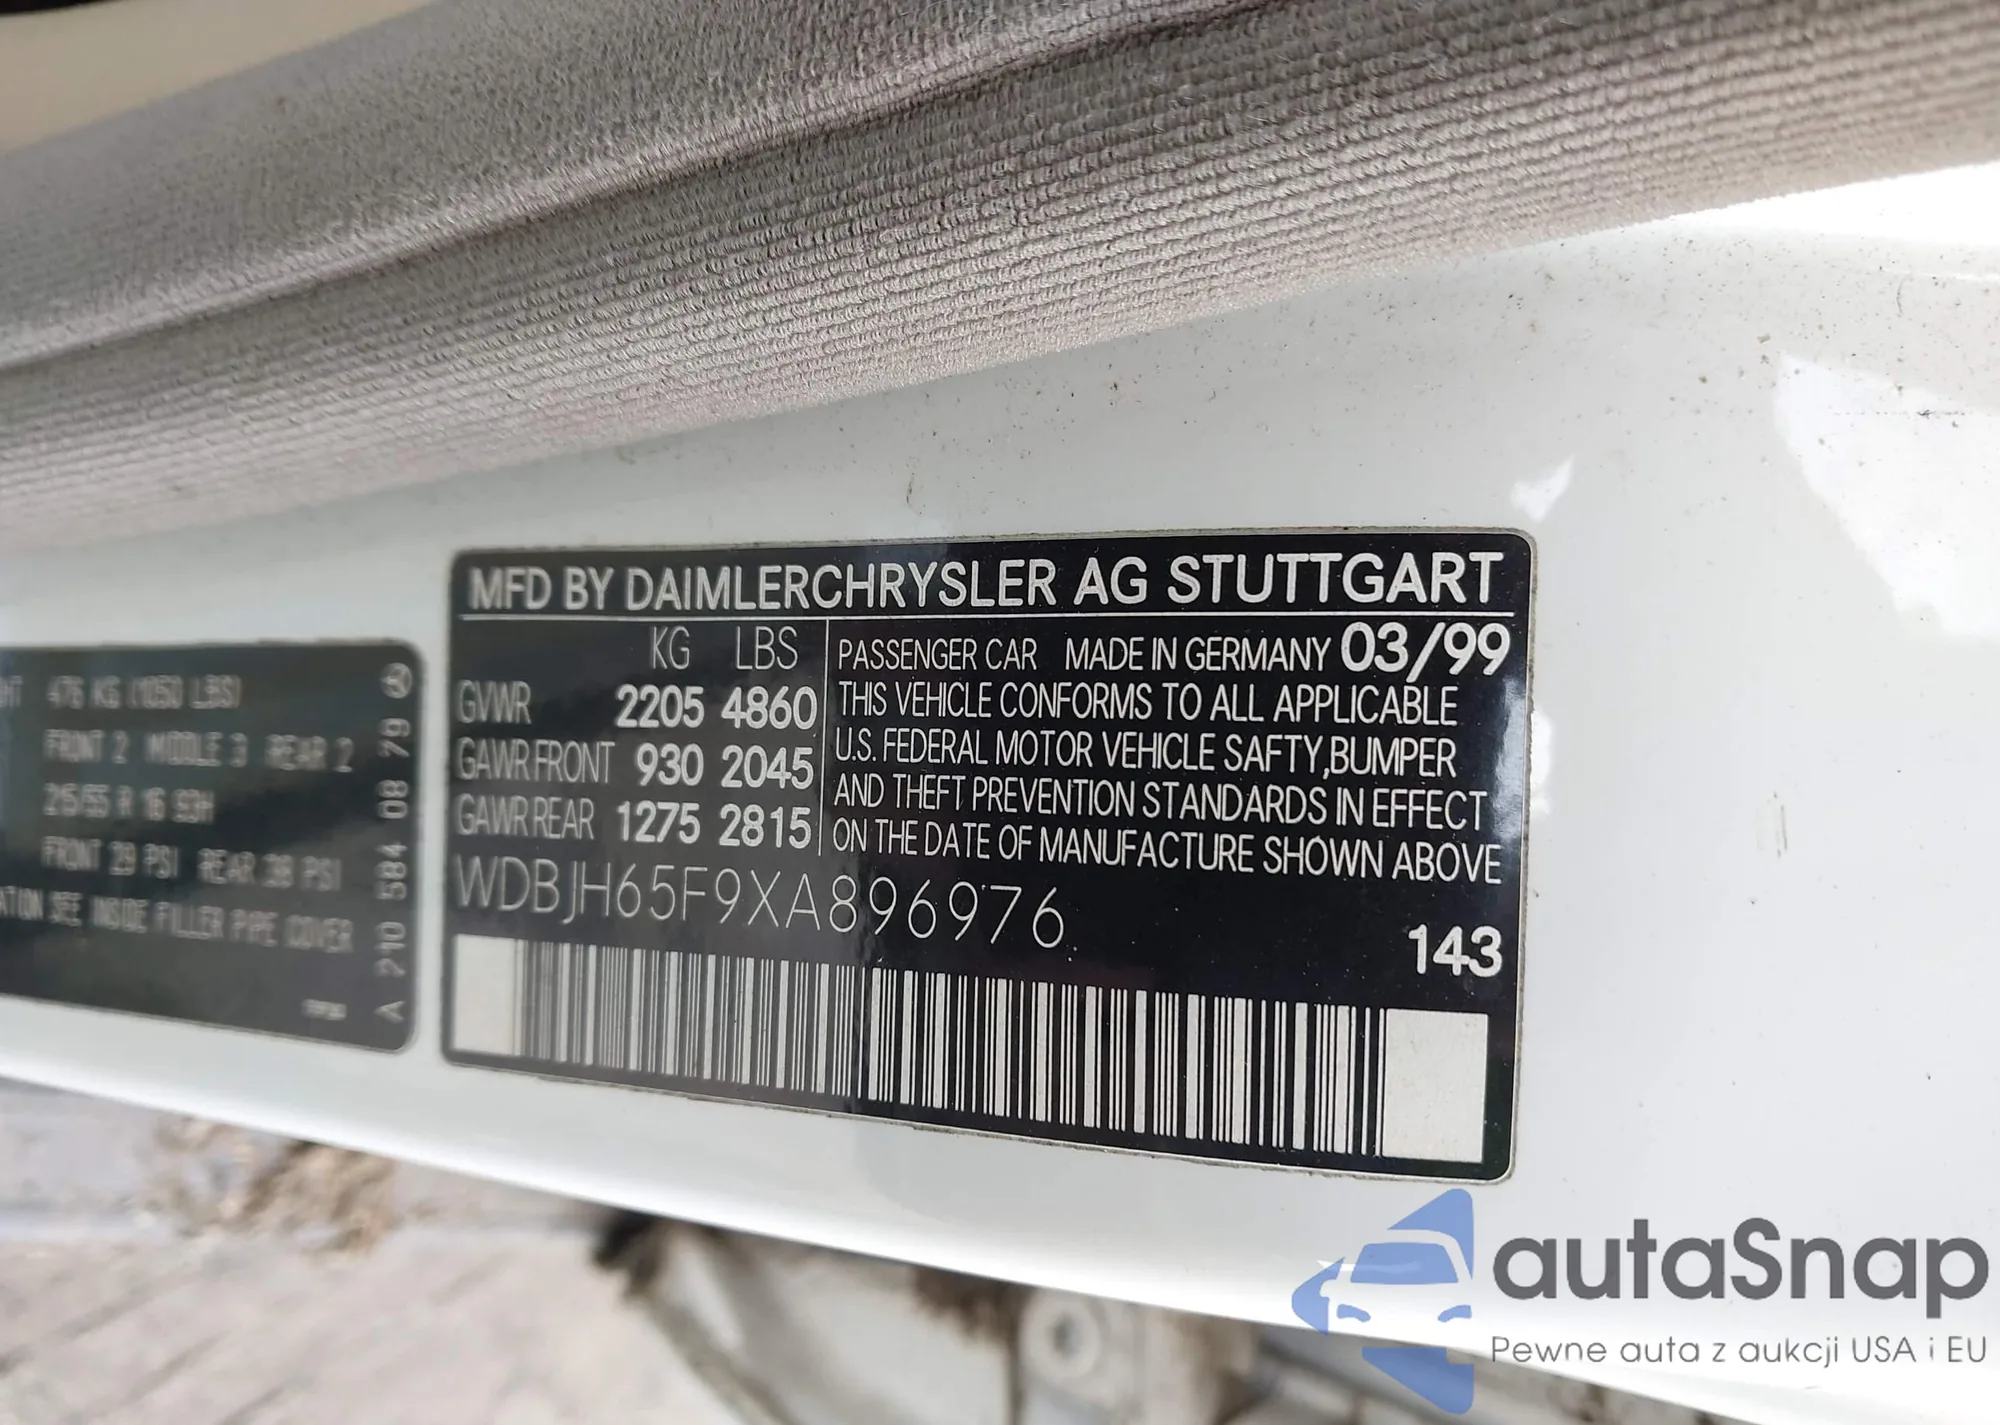 MFD BY DAIMLERCHRYSLER AG STUTTGART
KG LBS
GVWR 2205 4860
GAWR FRONT 930 2045
GAWR REAR 1275 2815
PASSENGER CAR MADE IN GERMANY 03/99
THIS VEHICLE CONFORMS TO ALL APPLICABLE
U.S. FEDERAL MOTOR VEHICLE SAFTY,BUMPER
AND THEFT PREVENTION STANDARDS IN EFFECT
ON THE DATE OF MANUFACTURE SHOWN ABOVE
WDBJH65F9XA896976
143
476 KG (1050 LBS)
FRONT 2 MIDDLE 3 REAR 2
215/55 R 16 93H
FRONT 29 PSI REAR
SEE INSIDE FILLER PIPE COVER
A 210 584 08 79
autaSnap
Pewne auta z aukcji USA i EU